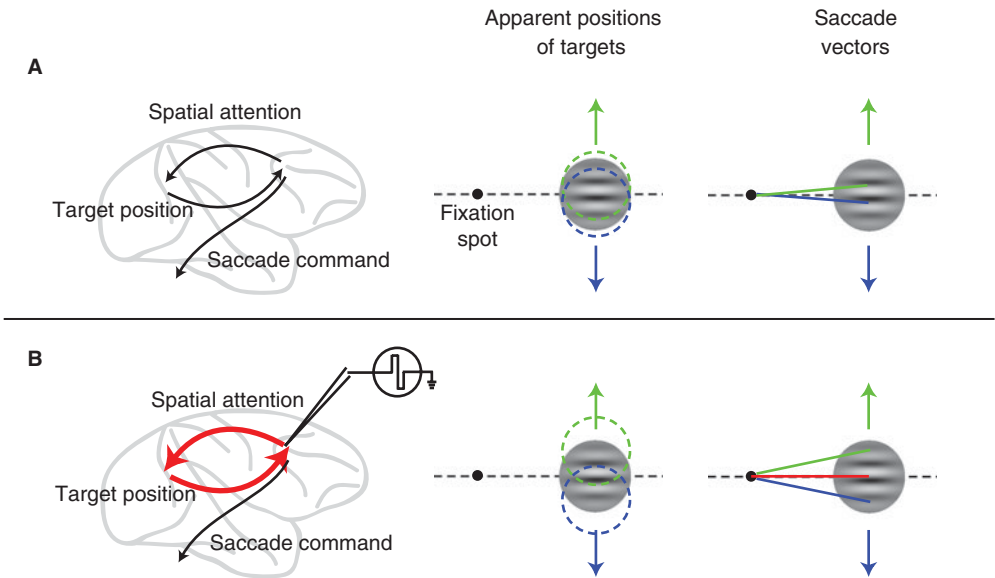 Apparent positions
of targets
Saccade
vectors
A
Spatial attention
Target position
Saccade command
Fixation
spot
B
Spatial attention
Target position
Saccade command